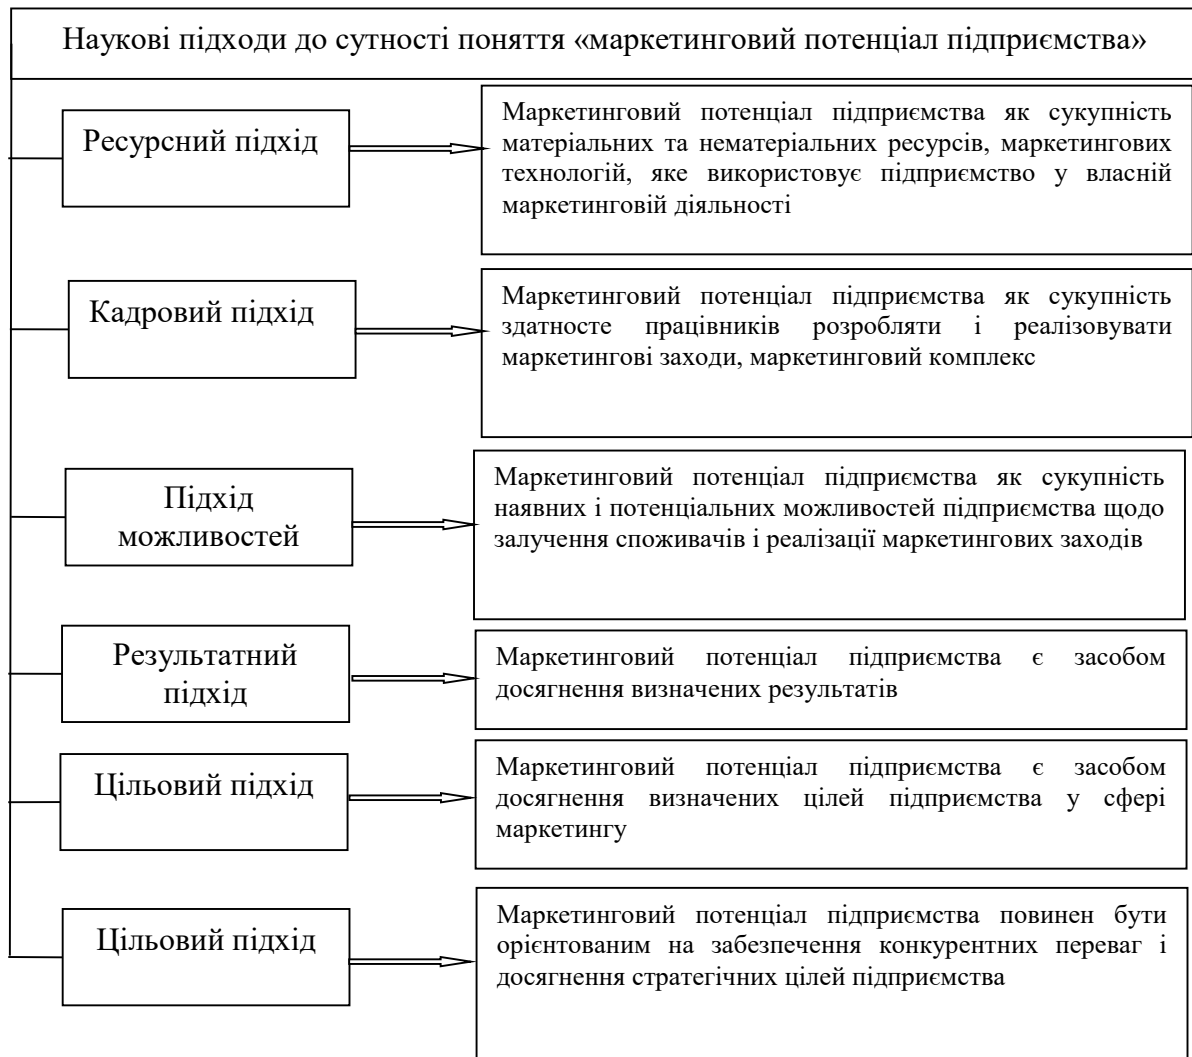 Наукові підходи до сутності поняття «маркетинговий потенціал підприємства»
Ресурсний підхід
Маркетинговий потенціал підприємства як сукупність
матеріальних та нематеріальних ресурсів, маркетингових
технологій, яке використовує підприємство у власній
маркетинговій діяльності
Кадровий підхід
Маркетинговий потенціал підприємства як сукупність
здатносте працівників розробляти і реалізовувати
маркетингові заходи, маркетинговий комплекс
Підхід
можливостей
Маркетинговий потенціал підприємства як сукупність
наявних і потенціальних можливостей підприємства щодо
залучення споживачів і реалізації маркетингових заходів
Результатний
підхід
Маркетинговий потенціал підприємства є засобом
досягнення визначених результатів
Цільовий підхід
Маркетинговий потенціал підприємства є засобом
досягнення визначених цілей підприємства у сфері
маркетингу
Цільовий підхід
Маркетинговий потенціал підприємства повинен бути
орієнтованим на забезпечення конкурентних переваг і
досягнення стратегічних цілей підприємства